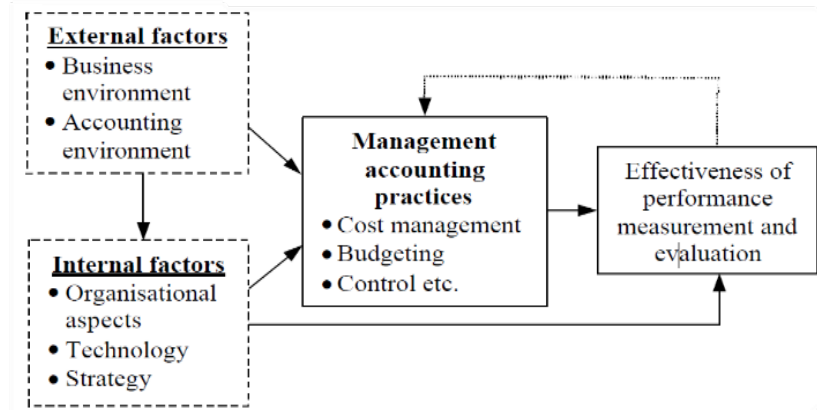 External factors
• Business
environment
• Accounting
environment
Internal factors
• Organisational
aspects
• Technology
• Strategy
Management
accounting
practices
• Cost management
• Budgeting
• Control etc.
Effectiveness of
performance
measurement and
evaluation